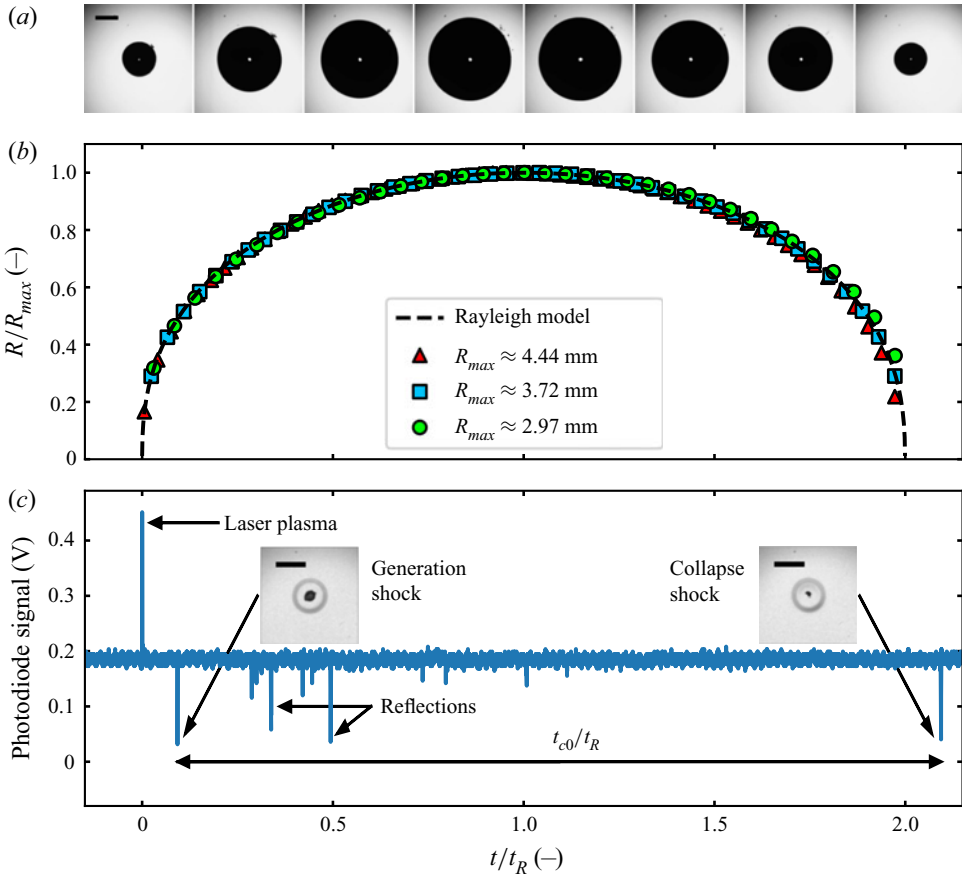 (a)
(b)
1.0
0.8
0.6
0.4
0.2
0
R/R_max (–)
Rayleigh model
R_max ≈ 4.44 mm
R_max ≈ 3.72 mm
R_max ≈ 2.97 mm
(c)
0.4
0.3
0.2
0.1
0
Photodiode signal (V)
Laser plasma
Generation
shock
Collapse
shock
Reflections
t_c0/t_R
0 0.5 1.0 1.5 2.0
t/t_R (–)